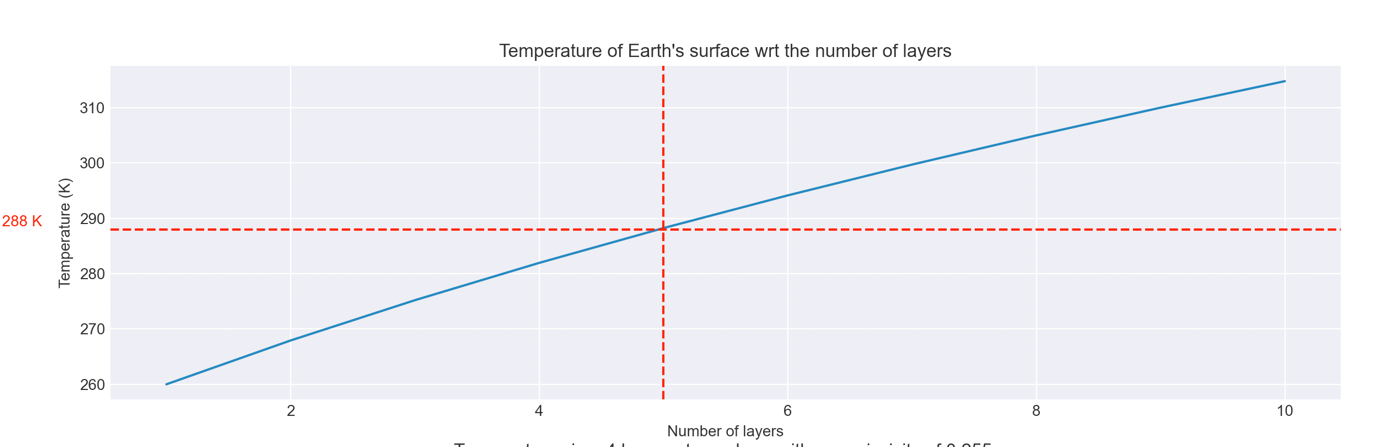 Temperature of Earth's surface wrt the number of layers
310
300
288 K
290
280
270
260
Temperature (K)
2 4 6 8 10
Number of layers